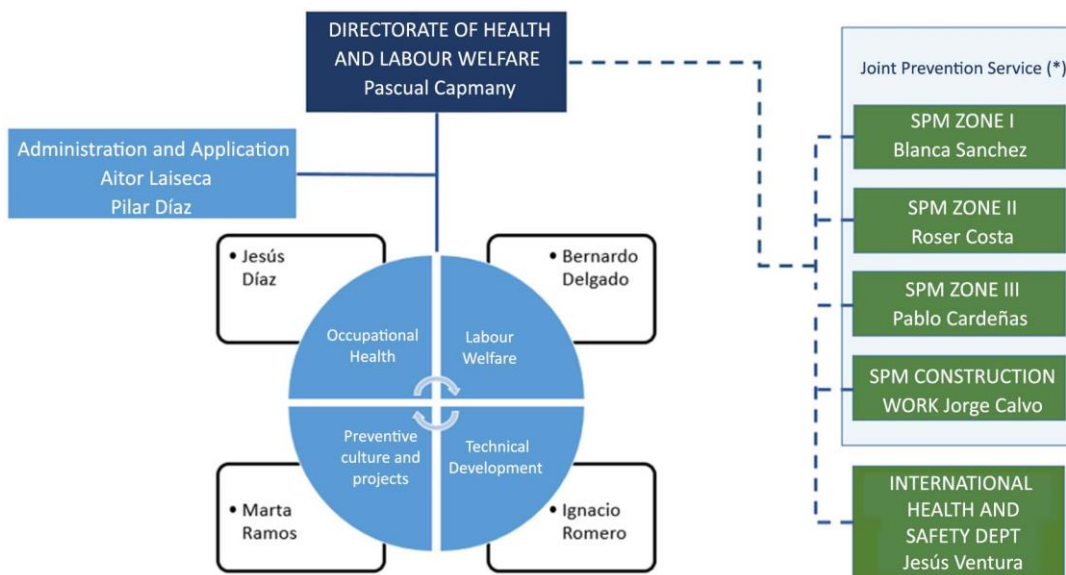 DIRECTORATE OF HEALTH
AND LABOUR WELFARE
Pascual Capmany
Administration and Application
Aitor Laiseca
Pilar Díaz
• Jesús
Díaz
• Bernardo
Delgado
Occupational
Health
Labour
Welfare
Preventive
culture and
projects
Technical
Development
• Marta
Ramos
• Ignacio
Romero
Joint Prevention Service (*)
SPM ZONE I
Blanca Sanchez
SPM ZONE II
Roser Costa
SPM ZONE III
Pablo Cardeñas
SPM CONSTRUCTION
WORK Jorge Calvo
INTERNATIONAL
HEALTH AND
SAFETY DEPT
Jesús Ventura